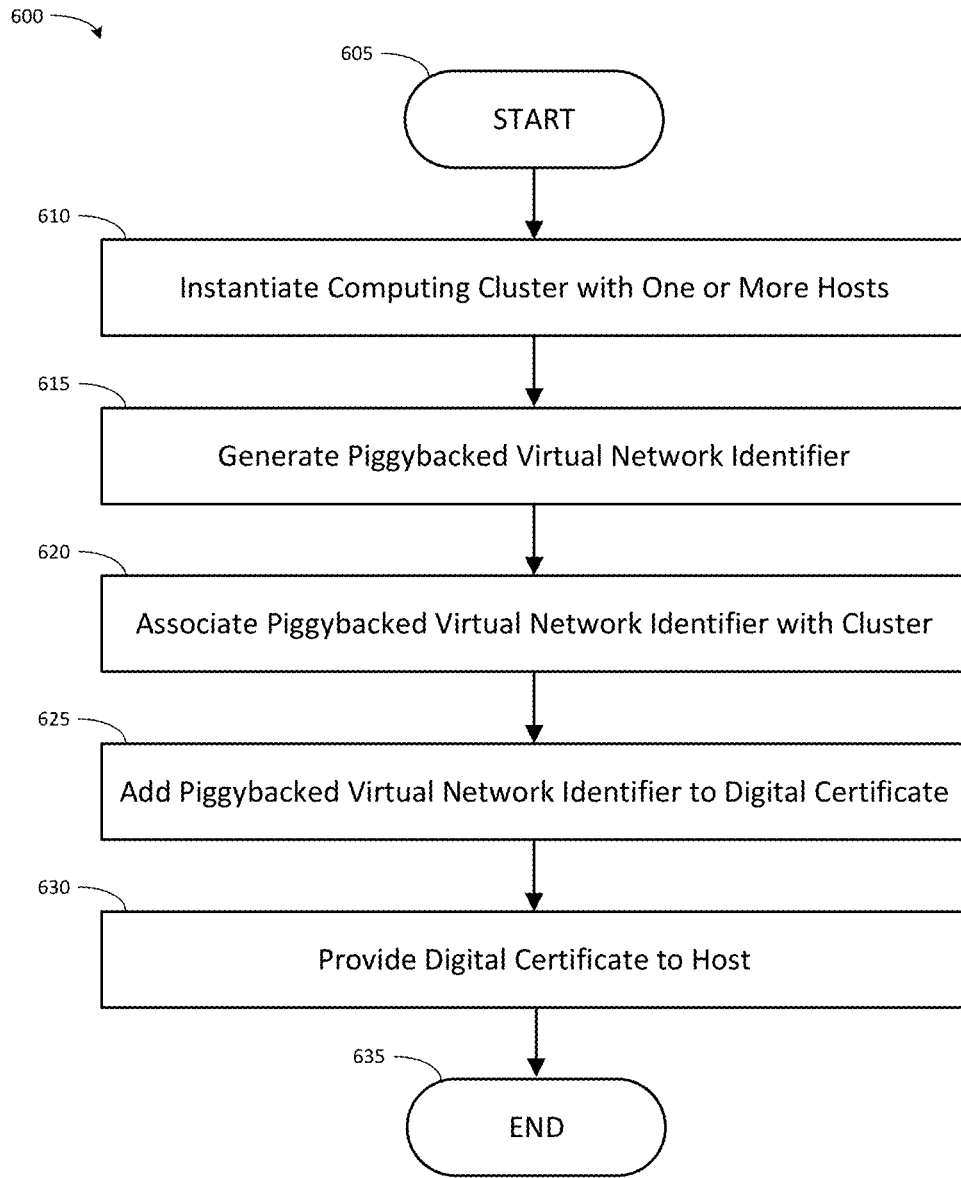 600
605
START
610
Instantiate Computing Cluster with One or More Hosts
615
Generate Piggybacked Virtual Network Identifier
620
Associate Piggybacked Virtual Network Identifier with Cluster
625
Add Piggybacked Virtual Network Identifier to Digital Certificate
630
Provide Digital Certificate to Host
635
END